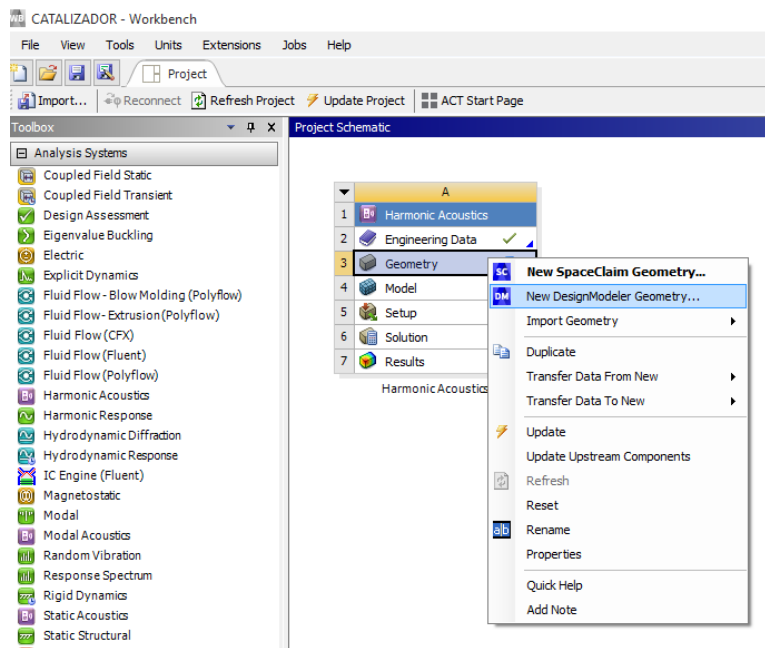 WB CATALIZADOR - Workbench
File View Tools Units Extensions Jobs Help
Project
Import... Reconnect Refresh Project Update Project ACT Start Page
Toolbox
Project Schematic
Analysis Systems
Coupled Field Static
Coupled Field Transient
Design Assessment
Eigenvalue Buckling
Electric
Explicit Dynamics
Fluid Flow - Blow Molding (Polyflow)
Fluid Flow - Extrusion (Polyflow)
Fluid Flow (CFX)
Fluid Flow (Fluent)
Fluid Flow (Polyflow)
Harmonic Acoustics
Harmonic Response
Hydrodynamic Diffraction
Hydrodynamic Response
IC Engine (Fluent)
Magnetostatic
Modal
Modal Acoustics
Random Vibration
Response Spectrum
Rigid Dynamics
Static Acoustics
Static Structural
A
1 Harmonic Acoustics
2 Engineering Data
3 Geometry
4 Model
5 Setup
6 Solution
7 Results
Harmonic Acoustics
SC New SpaceClaim Geometry...
DM New DesignModeler Geometry...
Import Geometry
Duplicate
Transfer Data From New
Transfer Data To New
Update
Update Upstream Components
Refresh
Reset
a|b Rename
Properties
Quick Help
Add Note